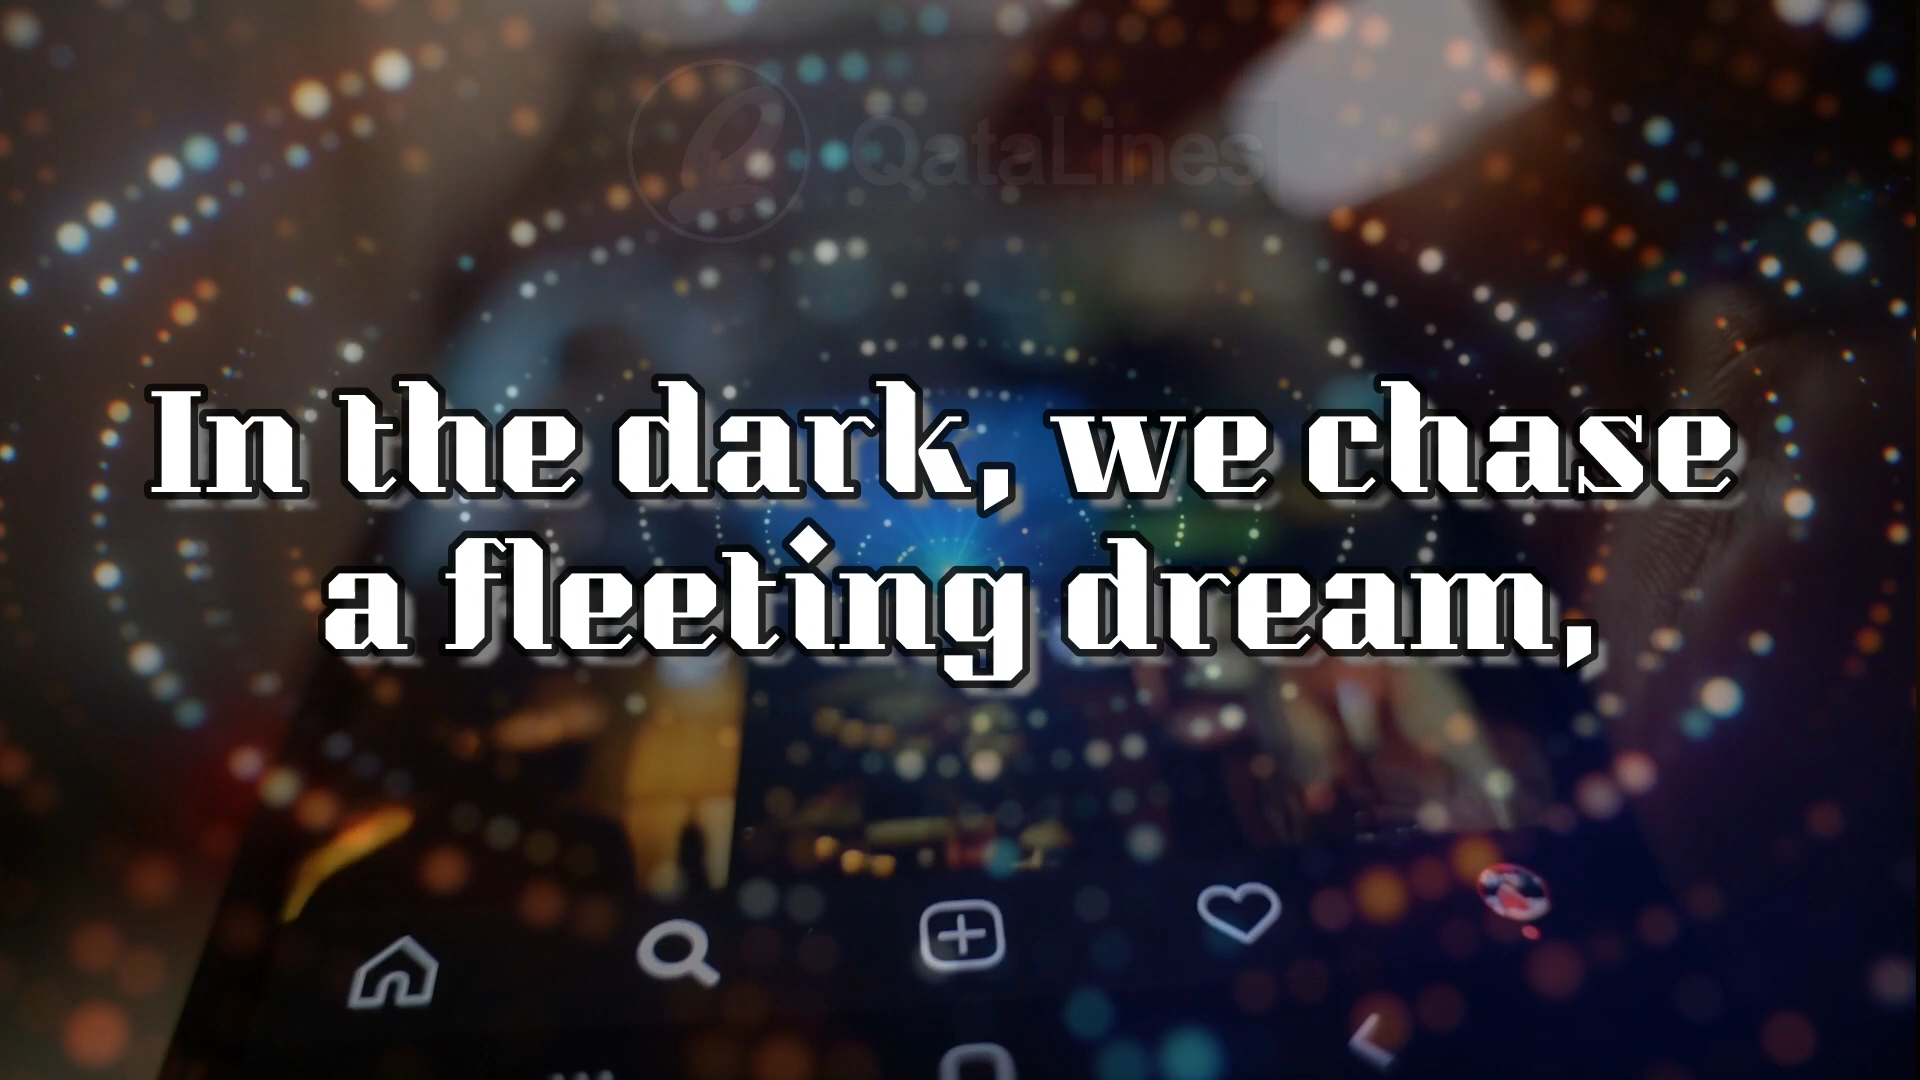 QataLines
In the dark, we chase
a fleeting dream,